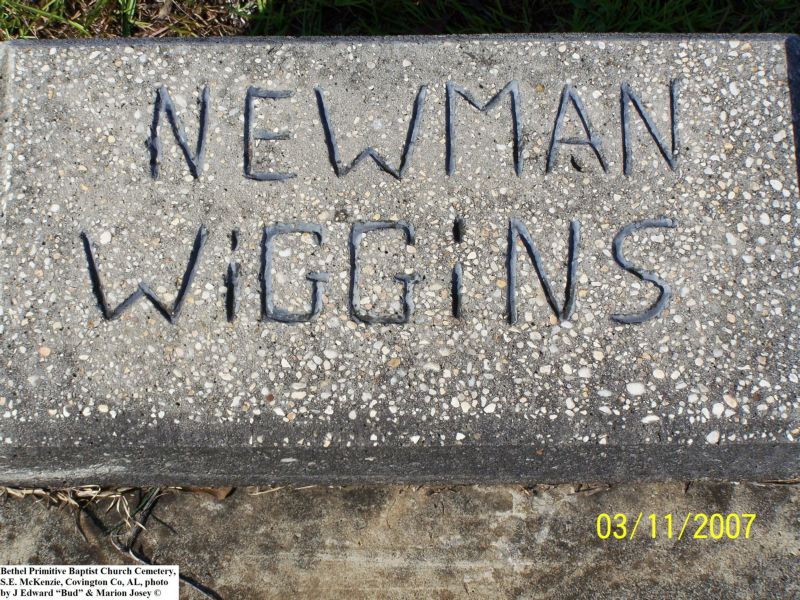 NEWMAN
WiGGiNS
03/11/2007
Bethel Primitive Baptist Church Cemetery,
S.E. McKenzie, Covington Co, AL, photo
by J Edward “Bud” & Marion Josey ©